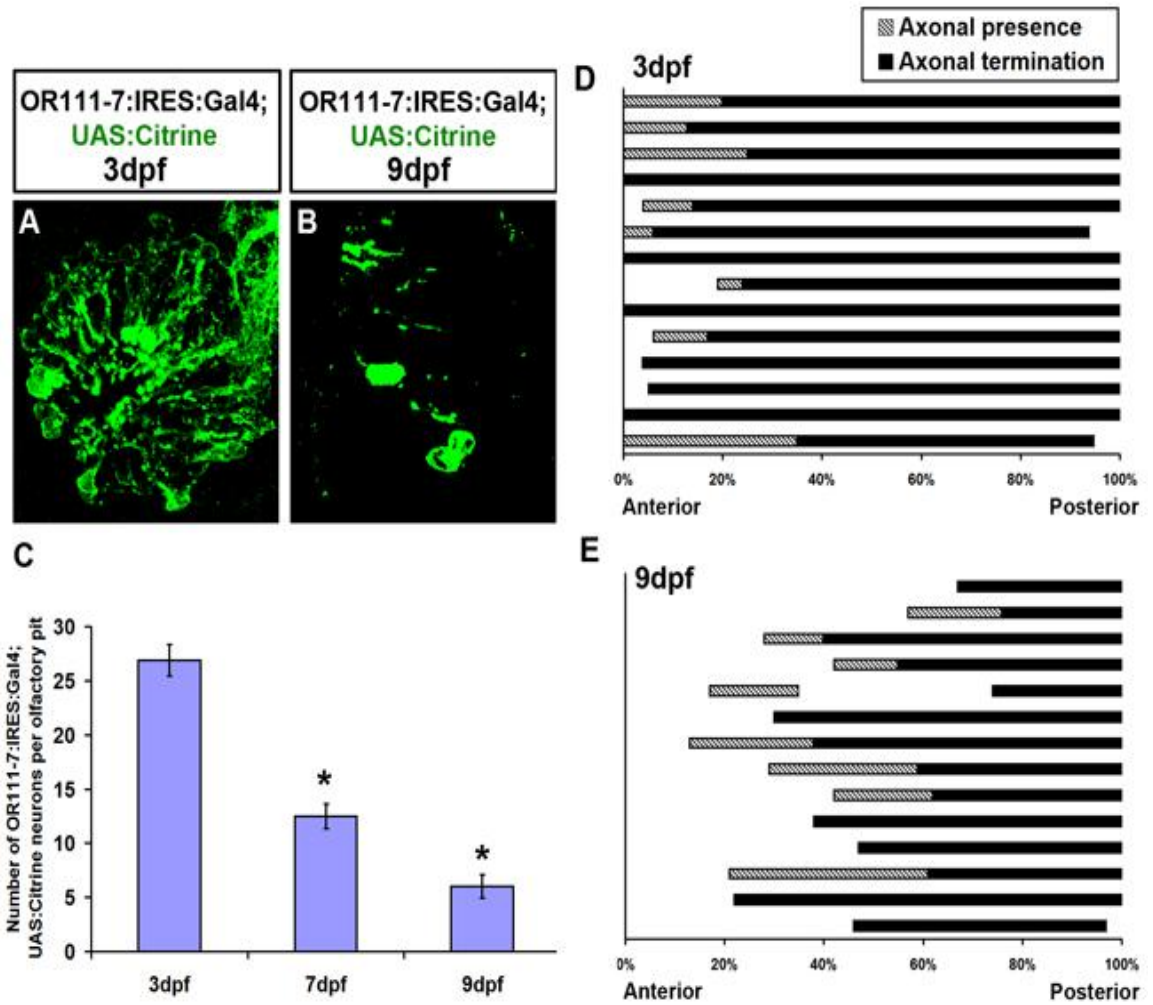 OR111-7:IRES:Gal4;
UAS:Citrine
3dpf
OR111-7:IRES:Gal4;
UAS:Citrine
9dpf
A
B
C
Number of OR111-7:IRES:Gal4;
UAS:Citrine neurons per olfactory pit
30
25
20
15
10
5
0
*
*
3dpf
7dpf
9dpf
Axonal presence
Axonal termination
D
3dpf
0% 20% 40% 60% 80% 100%
Anterior Posterior
E
9dpf
0% 20% 40% 60% 80% 100%
Anterior Posterior